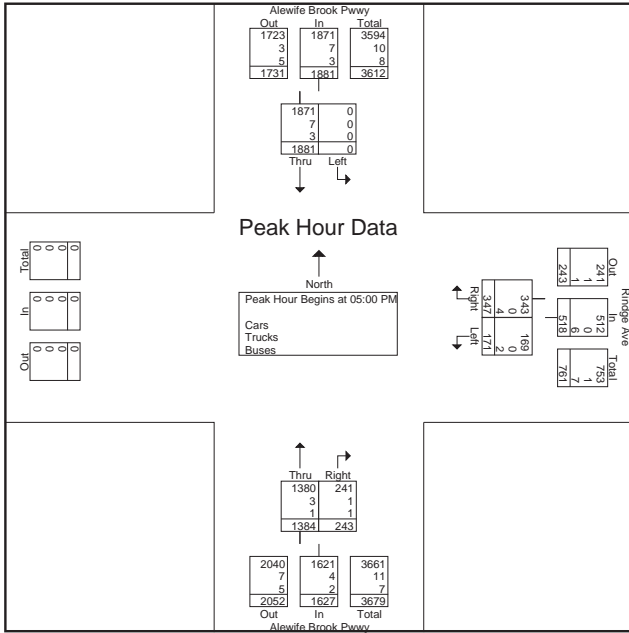 Alewife Brook Pwwy
Out In Total
1723 1871 3594
3 7 10
5 3 8
1731 1881 3612
1871 0
7 0
3 0
1881 0
Thru Left
Peak Hour Data
North
Peak Hour Begins at 05:00 PM
Cars
Trucks
Buses
Total
0
0
0
0
In
0
0
0
0
Out
0
0
0
0
Rindge Ave
Out
241
1
1
243
In
512
0
6
518
Total
753
1
7
761
Right
343
0
4
347
Left
169
0
2
171
Thru Right
1380 241
3 1
1 1
1384 243
2040 1621 3661
7 4 11
5 2 7
2052 1627 3679
Out In Total
Alewife Brook Pwwy